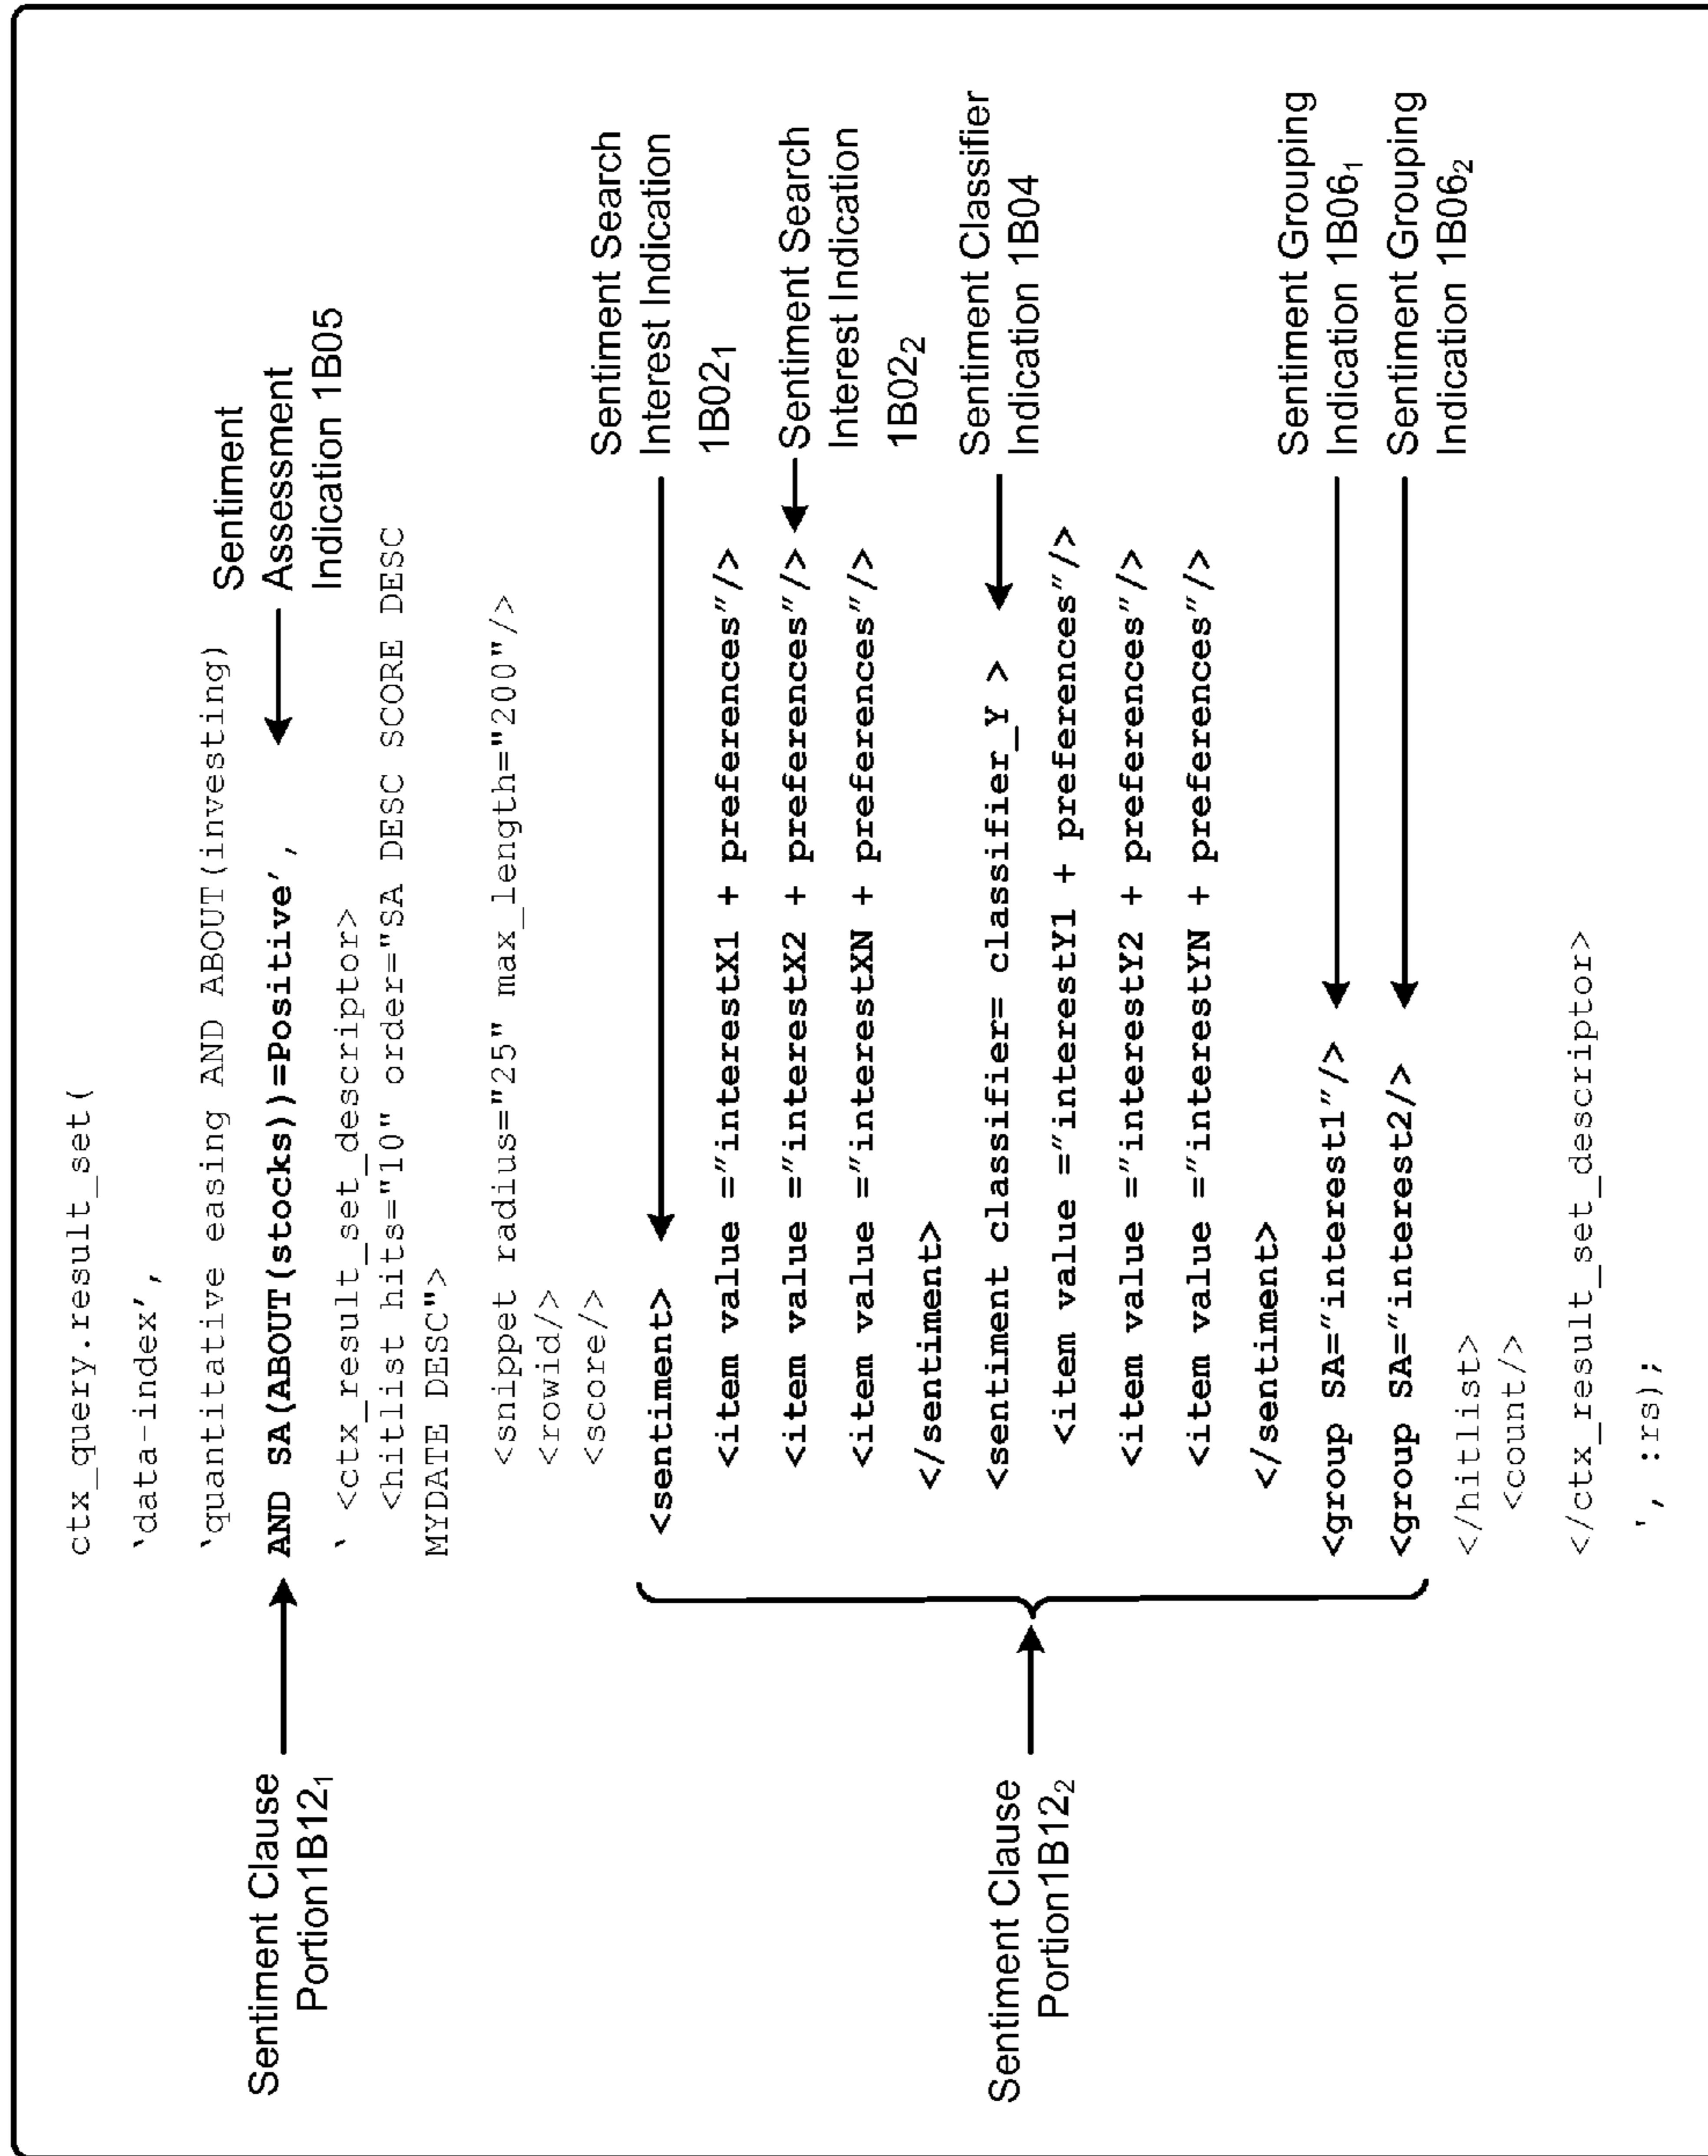 ctx_query.result_set(
‵data-index′,
‵quantitative easing AND ABOUT(investing)
Sentiment Clause
Portion1B12₁
AND SA(ABOUT(stocks))=Positive′,
Sentiment
Assessment
Indication 1B05
‵ <ctx_result_set_descriptor>
<hitlist hits="10" order="SA DESC SCORE DESC
MYDATE DESC">
<snippet radius="25" max_length="200"/>
<rowid/>
<score/>
Sentiment Clause
Portion1B12₂
<sentiment>
Sentiment Search
Interest Indication
1B02₁
<item value =″interestX1 + preferences″/>
<item value =″interestX2 + preferences″/>
Sentiment Search
Interest Indication
1B02₂
<item value =″interestXN + preferences″/>
</sentiment>
<sentiment classifier= classifier_Y >
Sentiment Classifier
Indication 1B04
<item value =″interestY1 + preferences″/>
<item value =″interestY2 + preferences″/>
<item value =″interestYN + preferences″/>
</sentiment>
<group SA=″interest1″/>
Sentiment Grouping
Indication 1B06₁
<group SA=″interest2/>
Sentiment Grouping
Indication 1B06₂
</hitlist>
<count/>
</ctx_result_set_descriptor>
', :rs);